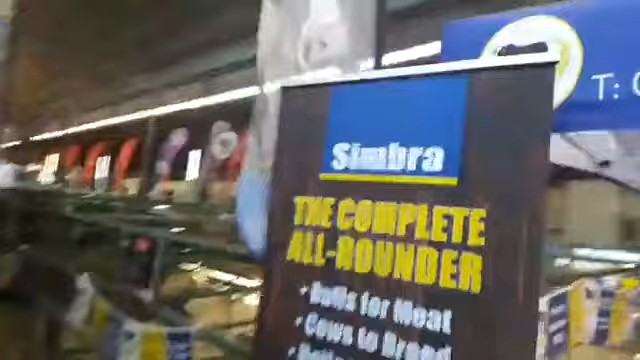 T:
Simbra
THE COMPLETE
ALL-ROUNDER
• Bulls for Meat
• Cows to Breed